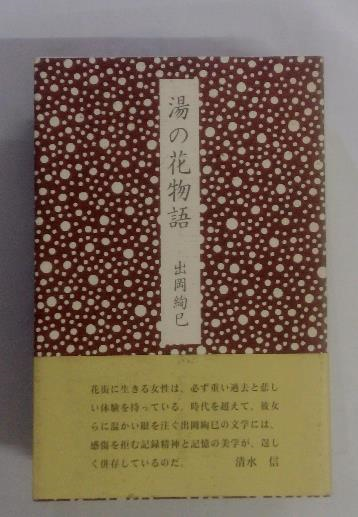 湯の花物語
出岡絢巳
花街に生きる女性は、必ず重い過去と悲し
い体験を持っている。時代を超えて、彼女
らに温かい眼を注ぐ出岡絢巳の文学には、
感傷を拒む記録精神と記憶の美学が、逞し
く併存しているのだ。 清水 信